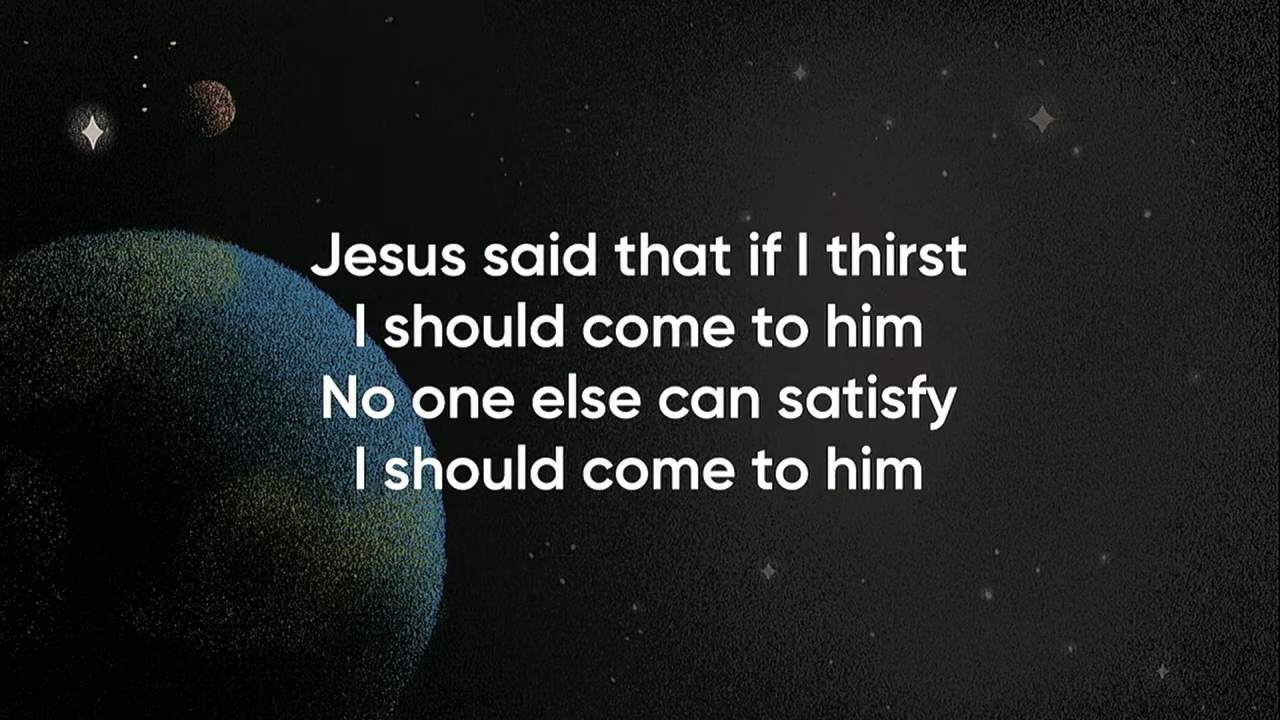 Jesus said that if I thirst
I should come to him
No one else can satisfy
I should come to him